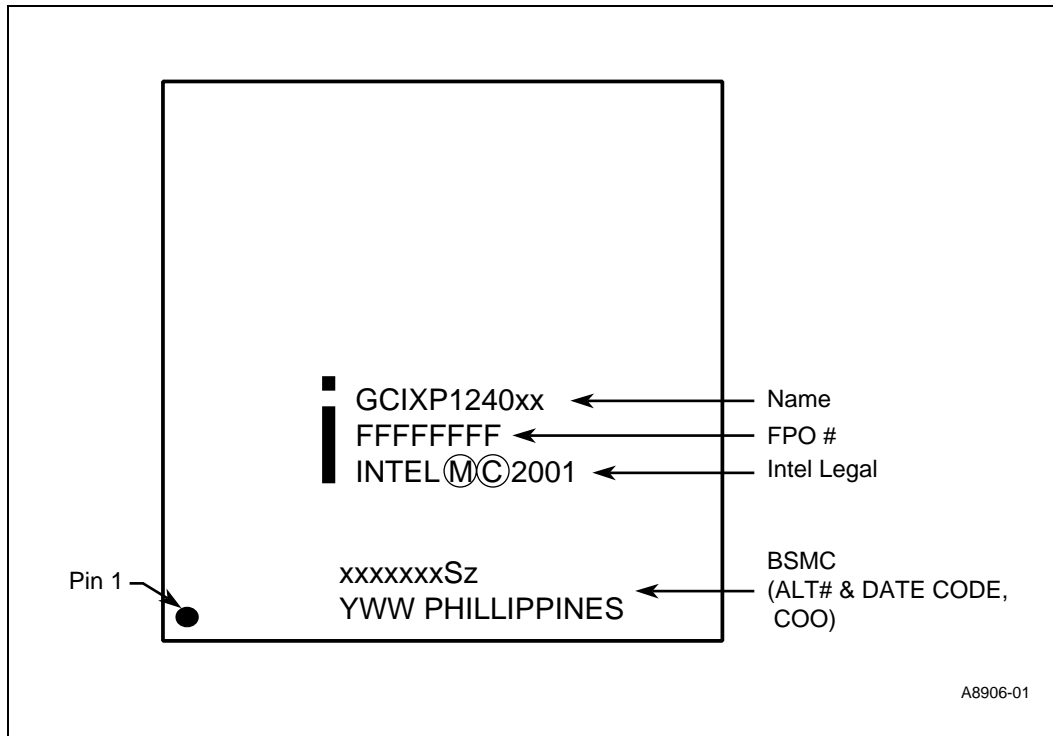 GCIXP1240xx
Name
FFFFFFFF
FPO #
INTEL Ⓜ Ⓒ 2001
Intel Legal
Pin 1
xxxxxxxSz
YWW PHILLIPPINES
BSMC
(ALT# & DATE CODE,
COO)
A8906-01